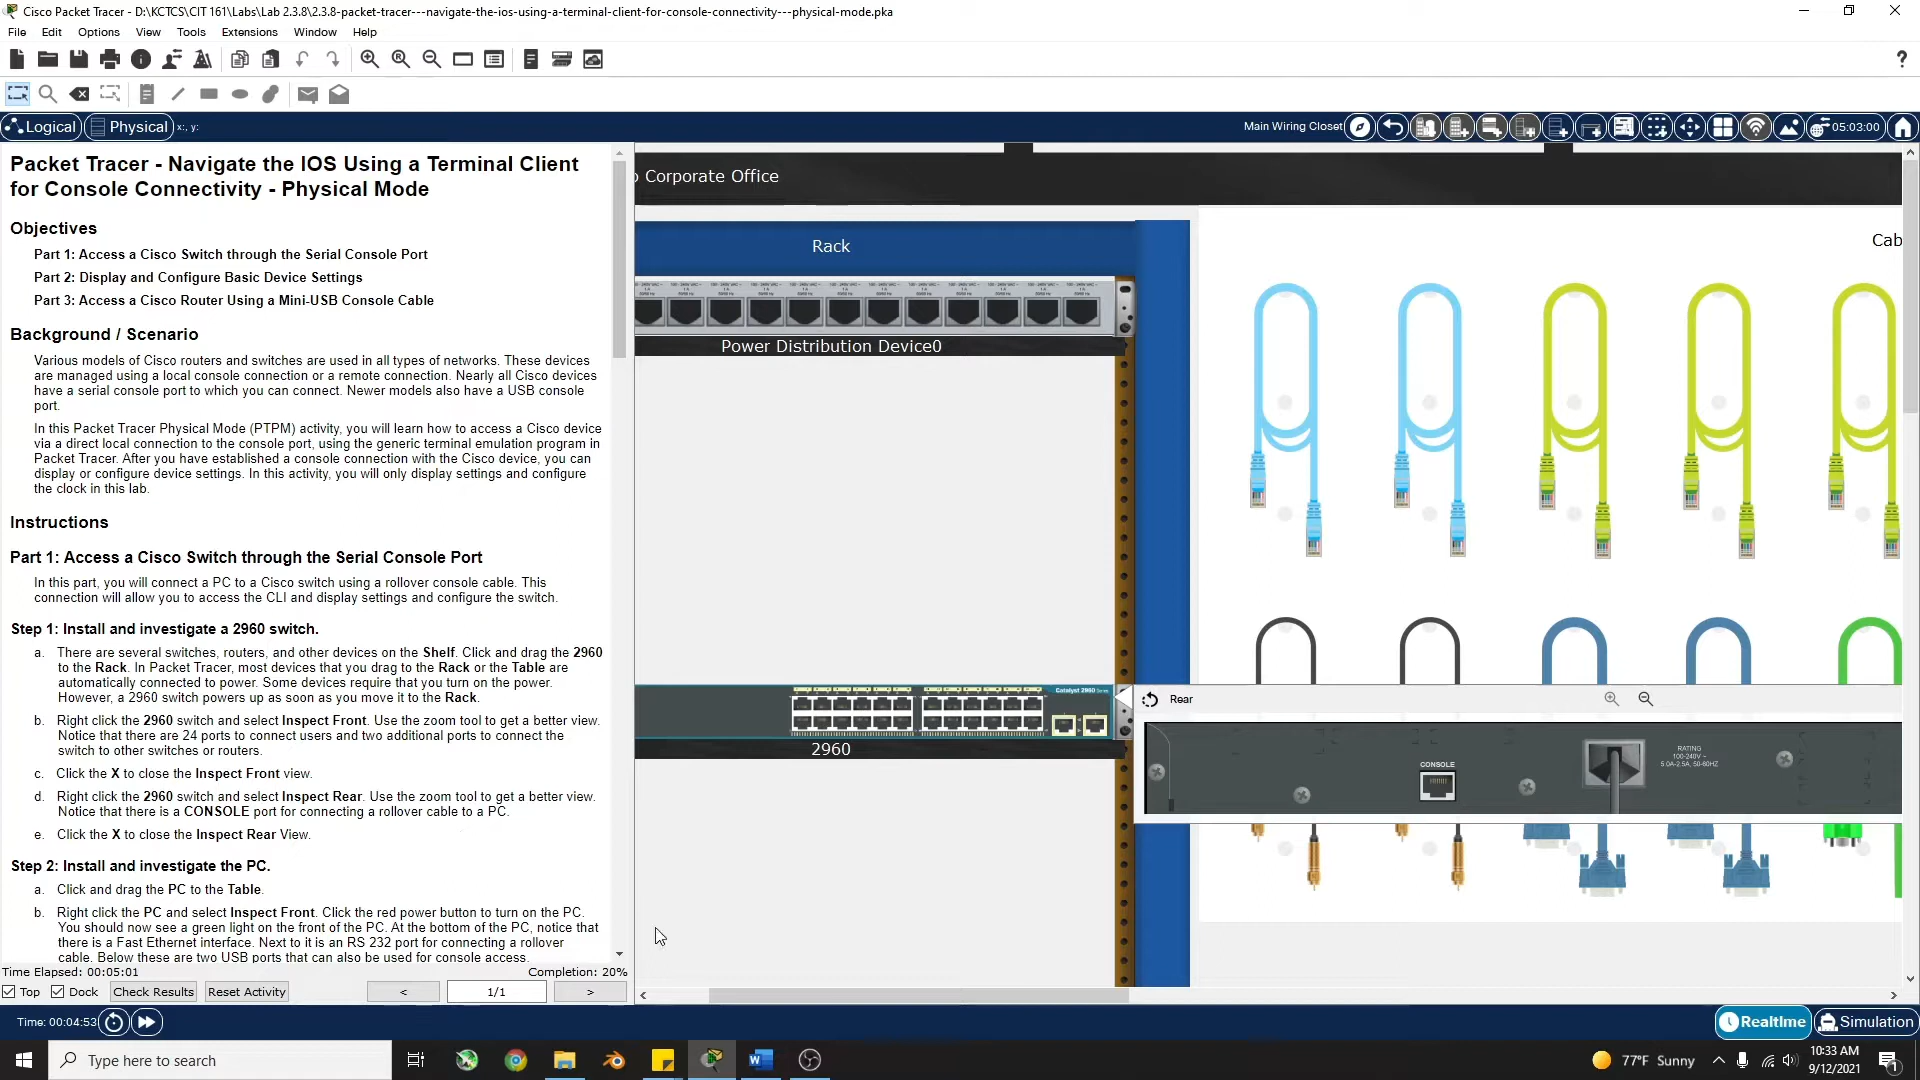 Cisco Packet Tracer - D:\KCTCS\CIT 161\Labs\Lab 2.3.8\2.3.8-packet-tracer---navigate-the-ios-using-a-terminal-client-for-console-connectivity---physical-mode.pka
File Edit Options View Tools Extensions Window Help
?
Logical Physical x:, y: Main Wiring Closet 05:03:00
Packet Tracer - Navigate the IOS Using a Terminal Client
for Console Connectivity - Physical Mode
Objectives
Part 1: Access a Cisco Switch through the Serial Console Port
Part 2: Display and Configure Basic Device Settings
Part 3: Access a Cisco Router Using a Mini-USB Console Cable
Background / Scenario
Various models of Cisco routers and switches are used in all types of networks. These devices
are managed using a local console connection or a remote connection. Nearly all Cisco devices
have a serial console port to which you can connect. Newer models also have a USB console
port.
In this Packet Tracer Physical Mode (PTPM) activity, you will learn how to access a Cisco device
via a direct local connection to the console port, using the generic terminal emulation program in
Packet Tracer. After you have established a console connection with the Cisco device, you can
display or configure device settings. In this activity, you will only display settings and configure
the clock in this lab.
Instructions
Part 1: Access a Cisco Switch through the Serial Console Port
In this part, you will connect a PC to a Cisco switch using a rollover console cable. This
connection will allow you to access the CLI and display settings and configure the switch.
Step 1: Install and investigate a 2960 switch.
a. There are several switches, routers, and other devices on the Shelf. Click and drag the 2960
to the Rack. In Packet Tracer, most devices that you drag to the Rack or the Table are
automatically connected to power. Some devices require that you turn on the power.
However, a 2960 switch powers up as soon as you move it to the Rack.
b. Right click the 2960 switch and select Inspect Front. Use the zoom tool to get a better view.
Notice that there are 24 ports to connect users and two additional ports to connect the
switch to other switches or routers.
c. Click the X to close the Inspect Front view.
d. Right click the 2960 switch and select Inspect Rear. Use the zoom tool to get a better view.
Notice that there is a CONSOLE port for connecting a rollover cable to a PC.
e. Click the X to close the Inspect Rear View.
Step 2: Install and investigate the PC.
a. Click and drag the PC to the Table.
b. Right click the PC and select Inspect Front. Click the red power button to turn on the PC.
You should now see a green light on the front of the PC. At the bottom of the PC, notice that
there is a Fast Ethernet interface. Next to it is an RS 232 port for connecting a rollover
cable. Below these are two USB ports that can also be used for console access.
Time Elapsed: 00:05:01 Completion: 20%
Top Dock Check Results Reset Activity < 1/1 >
Corporate Office
Rack
Power Distribution Device0
Catalyst 2960 Series
2960
Cab
Rear
CONSOLE
RATING
100-240V ~
5.0A-2.5A, 50-60HZ
Time: 00:04:53 Realtime Simulation
Type here to search 77°F Sunny 10:33 AM
9/12/2021
1